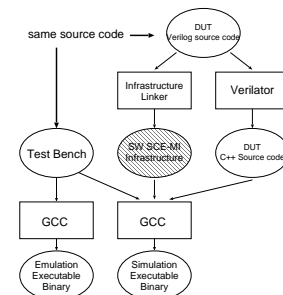 same source code
DUT
Verilog source code
Infrastructure
Linker
Verilator
Test Bench
SW SCE-MI
Infrastructure
DUT
C++ Source code
GCC
GCC
Emulation
Executable
Binary
Simulation
Executable
Binary